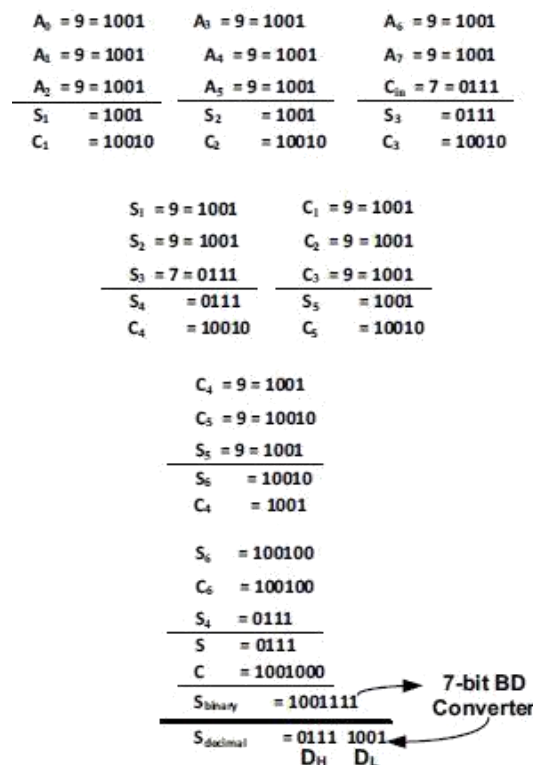 A₀ = 9 = 1001 A₃ = 9 = 1001 A₆ = 9 = 1001
A₁ = 9 = 1001 A₄ = 9 = 1001 A₇ = 9 = 1001
A₂ = 9 = 1001 A₅ = 9 = 1001 Cᵢₙ = 7 = 0111
S₁ = 1001 S₂ = 1001 S₃ = 0111
C₁ = 10010 C₂ = 10010 C₃ = 10010
S₁ = 9 = 1001 C₁ = 9 = 1001
S₂ = 9 = 1001 C₂ = 9 = 1001
S₃ = 7 = 0111 C₃ = 9 = 1001
S₄ = 0111 S₅ = 1001
C₄ = 10010 C₅ = 10010
C₄ = 9 = 1001
C₅ = 9 = 10010
S₅ = 9 = 1001
S₆ = 10010
C₄ = 1001
S₆ = 100100
C₆ = 100100
S₄ = 0111
S = 0111
C = 1001000
S binary = 1001111
7-bit BD
Converter
S decimal = 0111 1001
D_H D_L